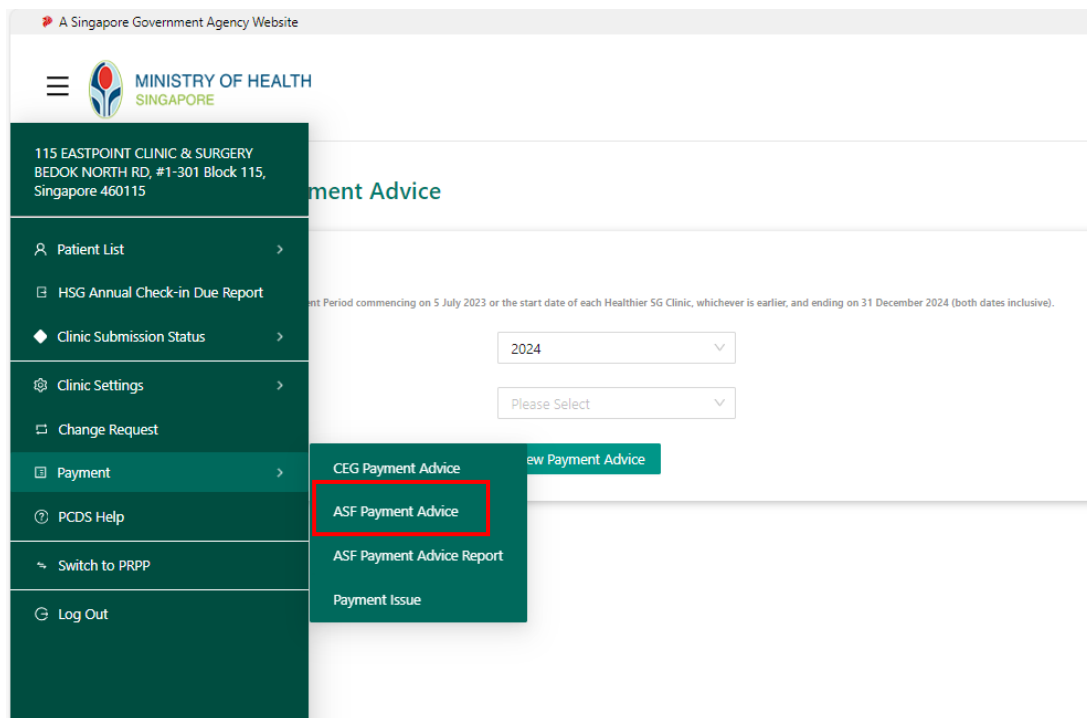 A Singapore Government Agency Website
MINISTRY OF HEALTH
SINGAPORE
115 EASTPOINT CLINIC & SURGERY
BEDOK NORTH RD, #1-301 Block 115,
Singapore 460115
Patient List
HSG Annual Check-in Due Report
Clinic Submission Status
Clinic Settings
Change Request
Payment
PCDS Help
Switch to PRPP
Log Out
CEG Payment Advice
ASF Payment Advice
ASF Payment Advice Report
Payment Issue
ment Advice
ent Period commencing on 5 July 2023 or the start date of each Healthier SG Clinic, whichever is earlier, and ending on 31 December 2024 (both dates inclusive).
2024
Please Select
ew Payment Advice